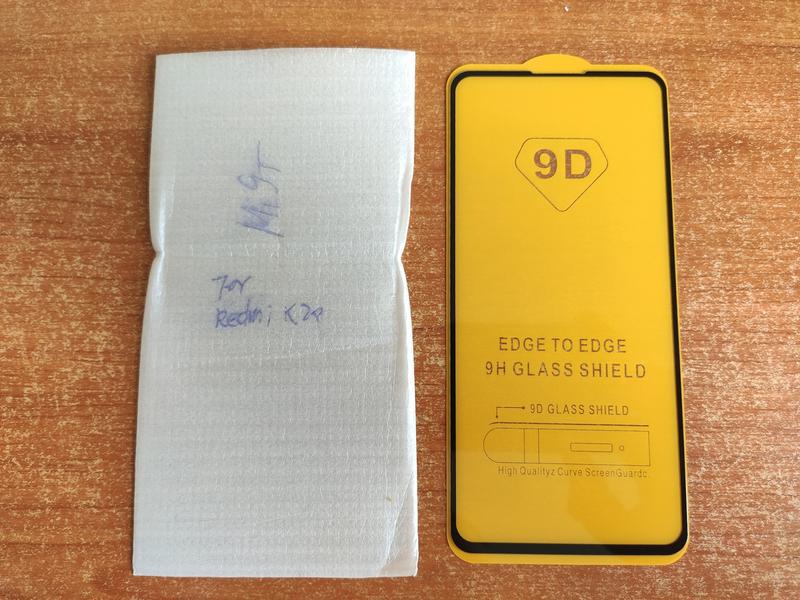 Mi 9T
For
Redmi K20
9D
EDGE TO EDGE
9H GLASS SHIELD
9D GLASS SHIELD
High Qualityz Curve ScreenGuardc.